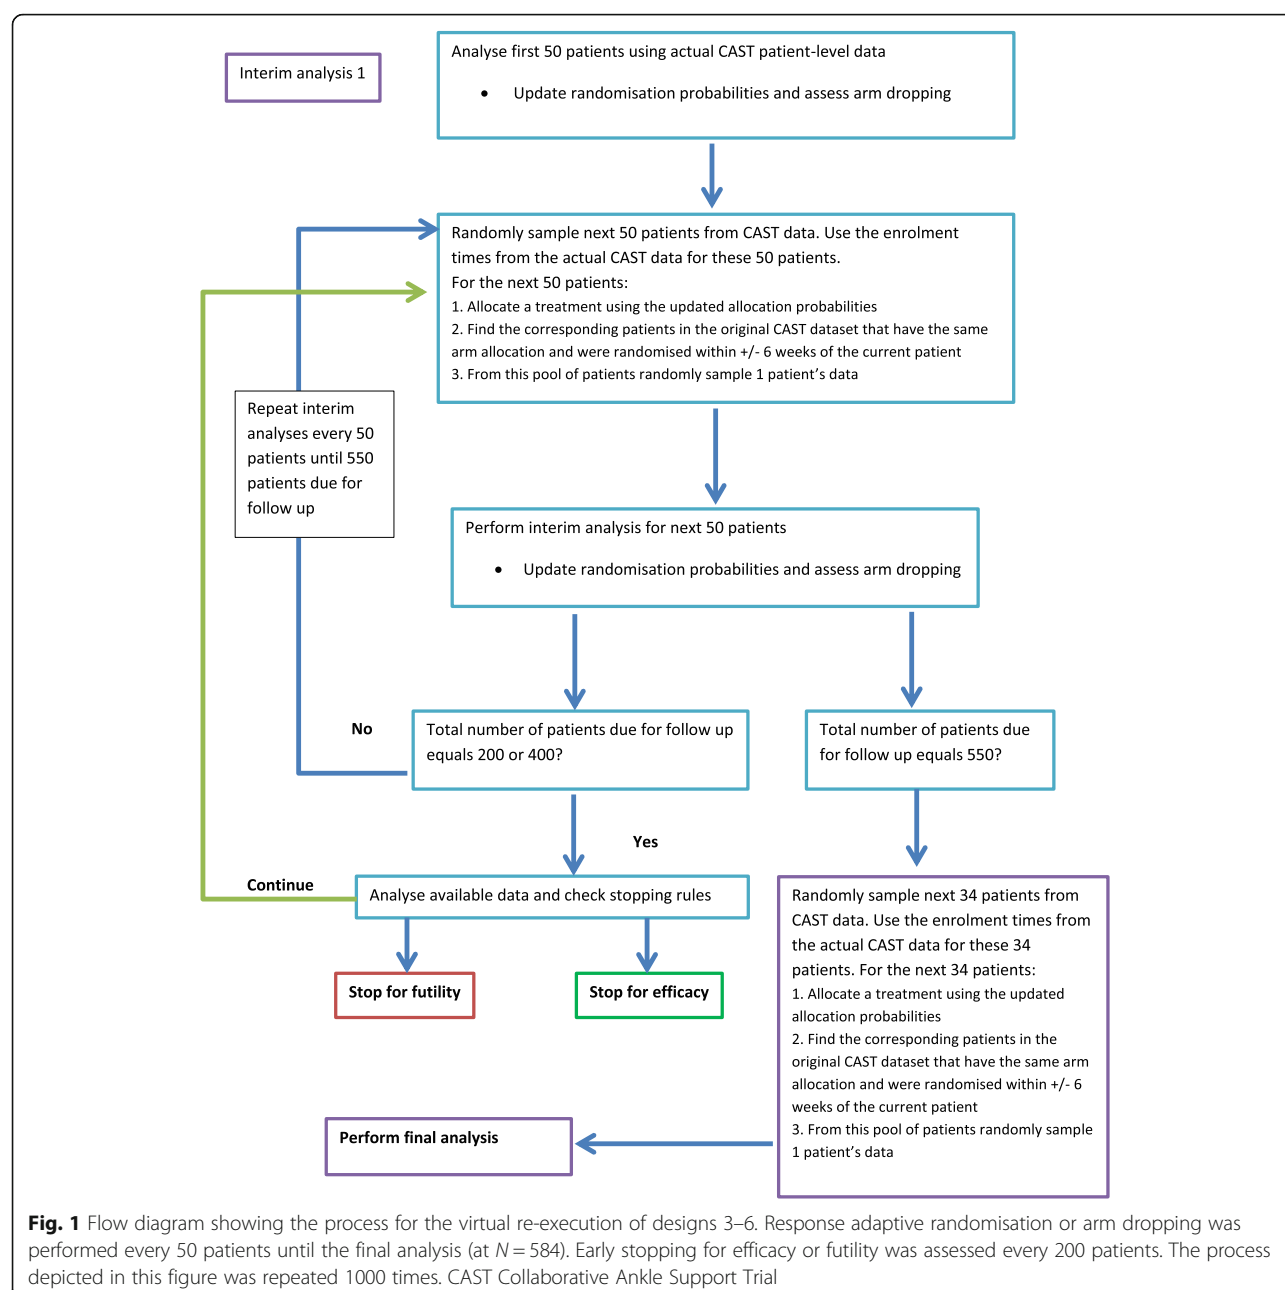 Interim analysis 1
Analyse first 50 patients using actual CAST patient-level data
• Update randomisation probabilities and assess arm dropping
Randomly sample next 50 patients from CAST data. Use the enrolment
times from the actual CAST data for these 50 patients.
For the next 50 patients:
1. Allocate a treatment using the updated allocation probabilities
2. Find the corresponding patients in the original CAST dataset that have the same
arm allocation and were randomised within +/- 6 weeks of the current patient
3. From this pool of patients randomly sample 1 patient's data
Repeat interim
analyses every 50
patients until 550
patients due for
follow up
Perform interim analysis for next 50 patients
• Update randomisation probabilities and assess arm dropping
No
Total number of patients due for follow up
equals 200 or 400?
Total number of patients due
for follow up equals 550?
Yes
Continue
Analyse available data and check stopping rules
Stop for futility
Stop for efficacy
Randomly sample next 34 patients from
CAST data. Use the enrolment times from
the actual CAST data for these 34
patients. For the next 34 patients:
1. Allocate a treatment using the updated
allocation probabilities
2. Find the corresponding patients in the
original CAST dataset that have the same arm
allocation and were randomised within +/- 6
weeks of the current patient
3. From this pool of patients randomly sample
1 patient's data
Perform final analysis
Fig. 1 Flow diagram showing the process for the virtual re-execution of designs 3–6. Response adaptive randomisation or arm dropping was
performed every 50 patients until the final analysis (at N = 584). Early stopping for efficacy or futility was assessed every 200 patients. The process
depicted in this figure was repeated 1000 times. CAST Collaborative Ankle Support Trial